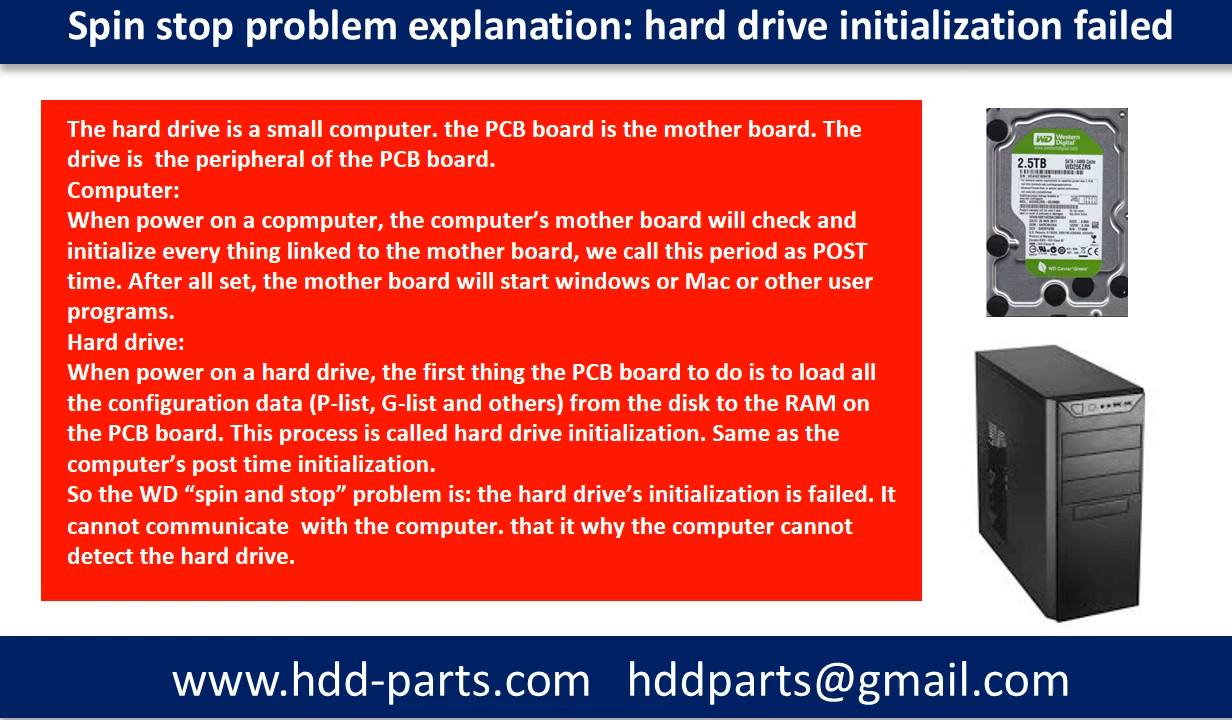 Spin stop problem explanation: hard drive initialization failed
The hard drive is a small computer. the PCB board is the mother board. The
drive is  the peripheral of the PCB board.
Computer:
When power on a copmputer, the computer’s mother board will check and
initialize every thing linked to the mother board, we call this period as POST
time. After all set, the mother board will start windows or Mac or other user
programs.
Hard drive:
When power on a hard drive, the first thing the PCB board to do is to load all
the configuration data (P-list, G-list and others) from the disk to the RAM on
the PCB board. This process is called hard drive initialization. Same as the
computer’s post time initialization.
So the WD “spin and stop” problem is: the hard drive’s initialization is failed. It
cannot communicate  with the computer. that it why the computer cannot
detect the hard drive.
WD Western
Digital
2.5TB
SATA / 64MB Cache
WD25EZRS
WD Caviar Green
www.hdd-parts.com hddparts@gmail.com